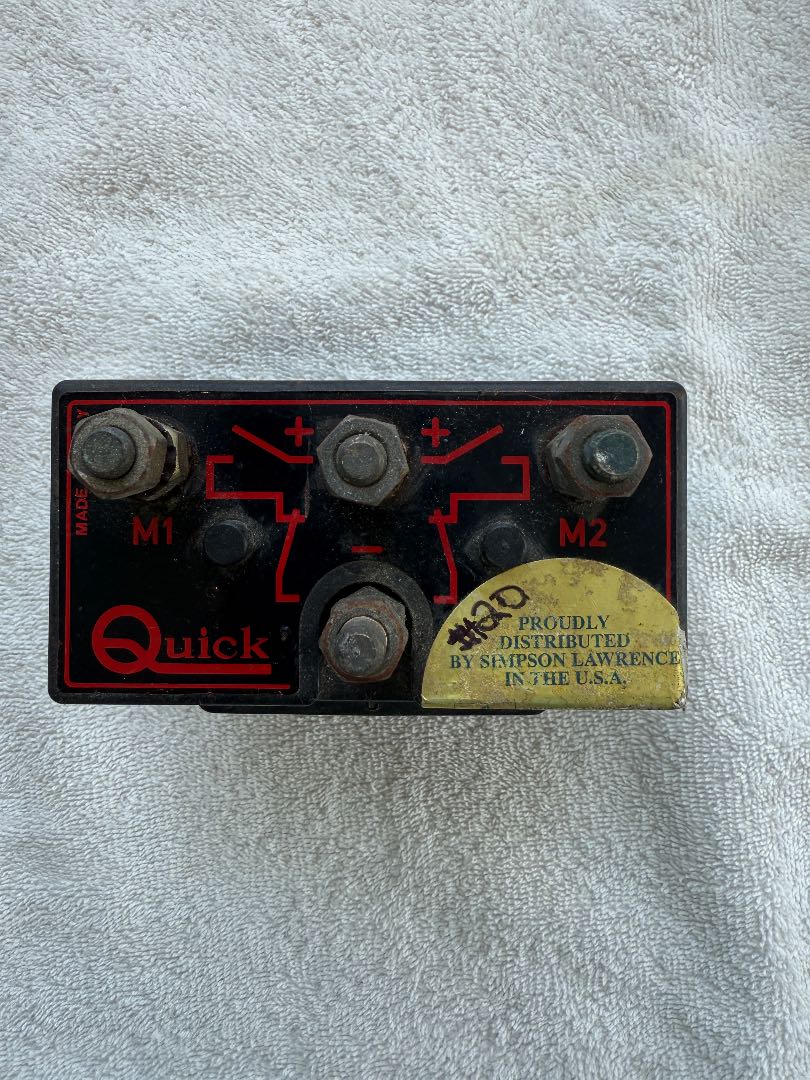 MADE
Y
+ +
M1
-
M2
Quick
#20
PROUDLY
DISTRIBUTED
BY SIMPSON LAWRENCE
IN THE U.S.A.